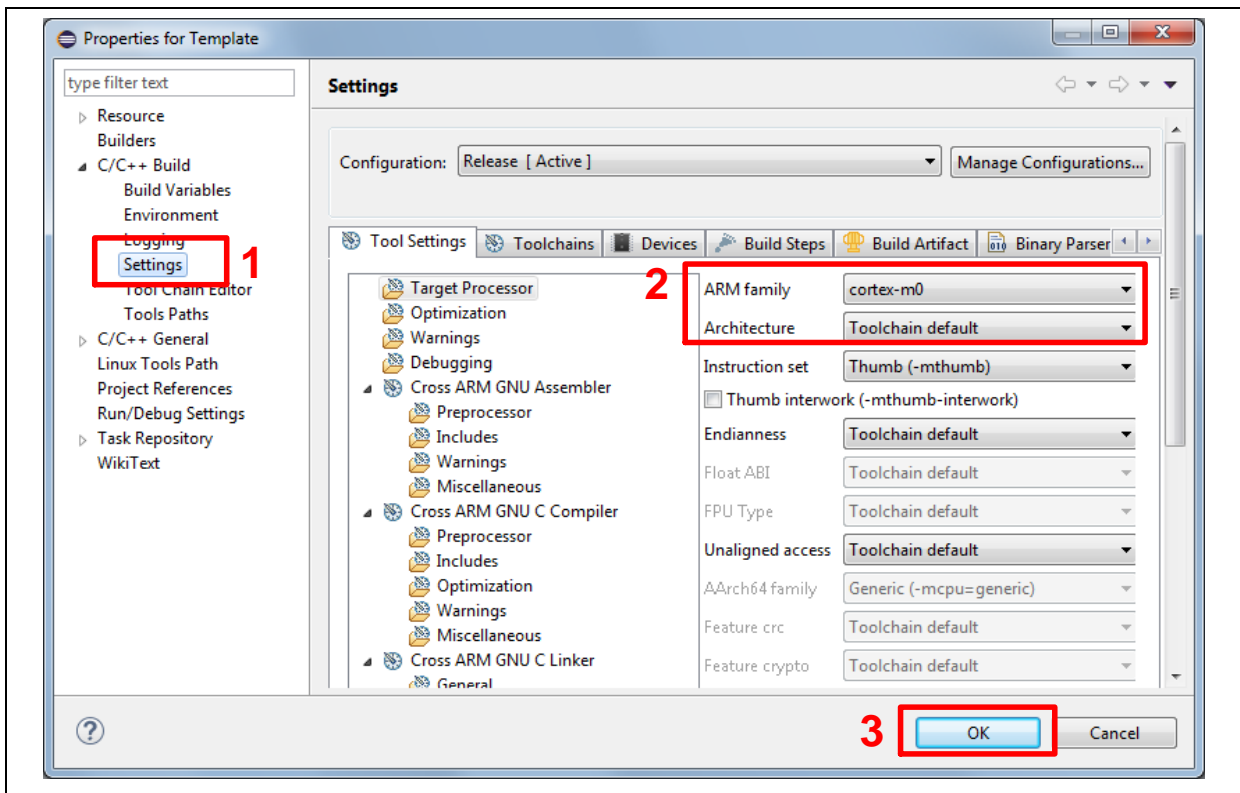 Properties for Template
type filter text
Resource
Builders
C/C++ Build
Build Variables
Environment
Logging
Settings
1
Tool Chain Editor
Tools Paths
C/C++ General
Linux Tools Path
Project References
Run/Debug Settings
Task Repository
WikiText
Settings
Configuration: Release [ Active ] Manage Configurations...
Tool Settings Toolchains Devices Build Steps Build Artifact Binary Parser
Target Processor
Optimization
Warnings
Debugging
Cross ARM GNU Assembler
Preprocessor
Includes
Warnings
Miscellaneous
Cross ARM GNU C Compiler
Preprocessor
Includes
Optimization
Warnings
Miscellaneous
Cross ARM GNU C Linker
General
2
ARM family cortex-m0
Architecture Toolchain default
Instruction set Thumb (-mthumb)
Thumb interwork (-mthumb-interwork)
Endianness Toolchain default
Float ABI Toolchain default
FPU Type Toolchain default
Unaligned access Toolchain default
AArch64 family Generic (-mcpu=generic)
Feature crc Toolchain default
Feature crypto Toolchain default
3
OK Cancel